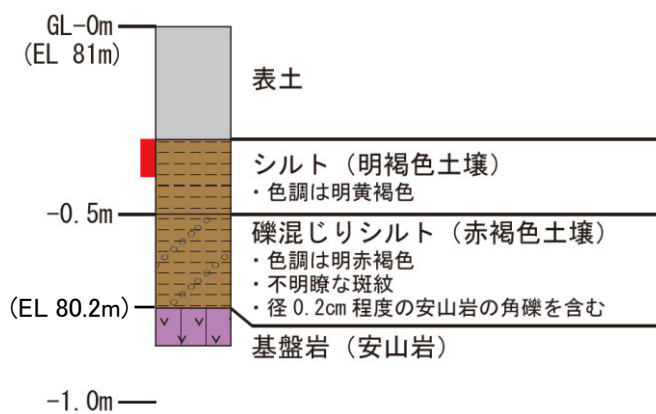 GL-0m
(EL 81m)
表土
シルト（明褐色土壌）
・色調は明黄褐色
-0.5m
礫混じりシルト（赤褐色土壌）
・色調は明赤褐色
・不明瞭な斑紋
・径0.2cm程度の安山岩の角礫を含む
(EL 80.2m)
基盤岩（安山岩）
-1.0m